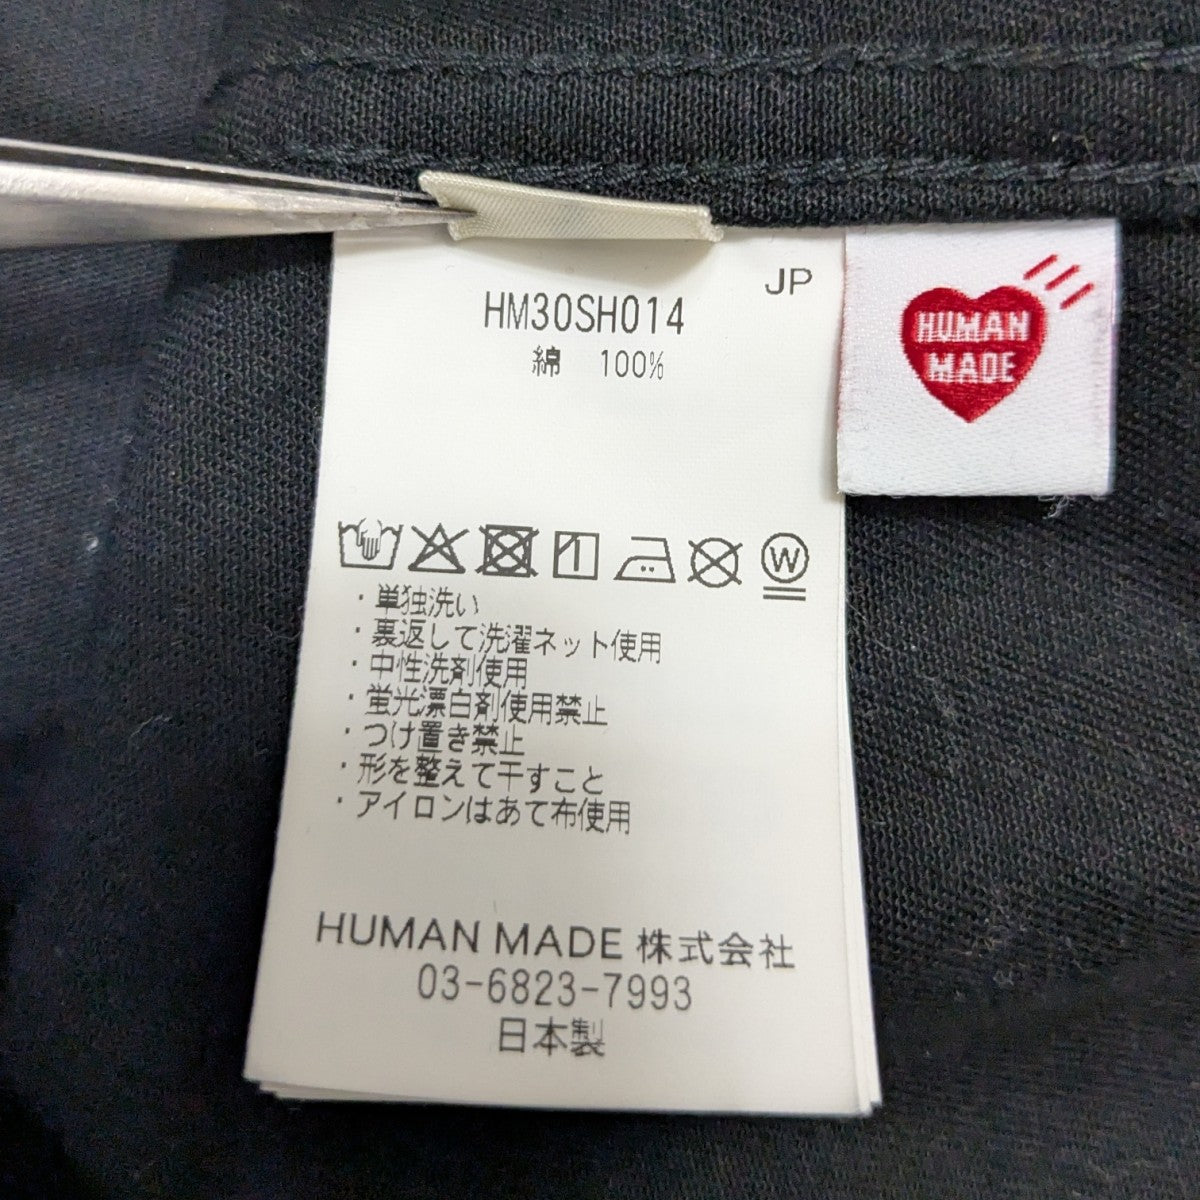 JP
HM30SH014
綿 100%
HUMAN
MADE
W
・単独洗い
・裏返して洗濯ネット使用
・中性洗剤使用
・蛍光漂白剤使用禁止
・つけ置き禁止
・形を整えて干すこと
・アイロンはあて布使用
HUMAN MADE 株式会社
03-6823-7993
日本製